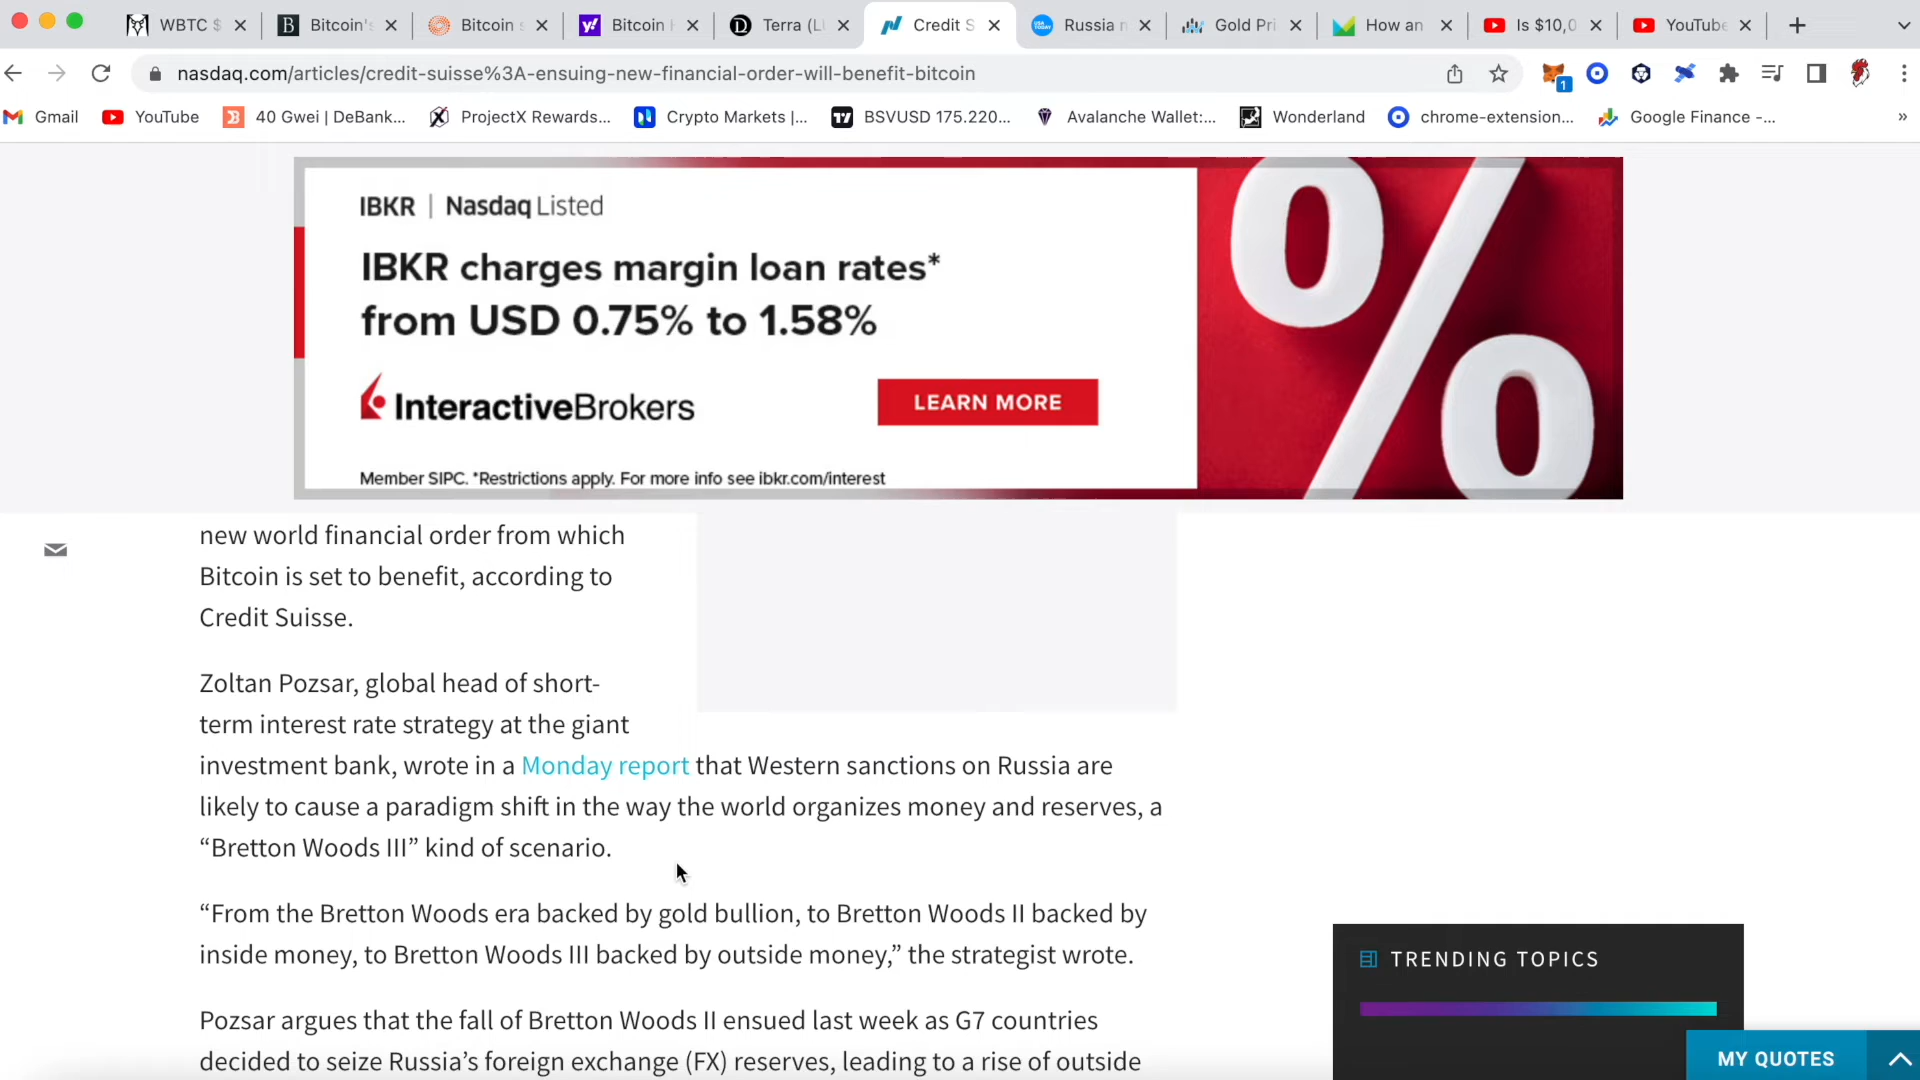 WBTC $
Bitcoin's
Bitcoin s
Bitcoin H
Terra (LU
Credit S
Russia n
Gold Pri
How an
Is $10,0
YouTube
nasdaq.com/articles/credit-suisse%3A-ensuing-new-financial-order-will-benefit-bitcoin
1
Gmail
YouTube
40 Gwei | DeBank...
ProjectX Rewards...
Crypto Markets |...
BSVUSD 175.220...
Avalanche Wallet:...
Wonderland
chrome-extension...
Google Finance -...
»
IBKR | Nasdaq Listed
IBKR charges margin loan rates*
from USD 0.75% to 1.58%
InteractiveBrokers
LEARN MORE
Member SIPC. *Restrictions apply. For more info see ibkr.com/interest
%
new world financial order from which
Bitcoin is set to benefit, according to
Credit Suisse.
Zoltan Pozsar, global head of short-
term interest rate strategy at the giant
investment bank, wrote in a Monday report that Western sanctions on Russia are
likely to cause a paradigm shift in the way the world organizes money and reserves, a
“Bretton Woods III” kind of scenario.
“From the Bretton Woods era backed by gold bullion, to Bretton Woods II backed by
inside money, to Bretton Woods III backed by outside money,” the strategist wrote.
Pozsar argues that the fall of Bretton Woods II ensued last week as G7 countries
decided to seize Russia’s foreign exchange (FX) reserves, leading to a rise of outside
TRENDING TOPICS
MY QUOTES